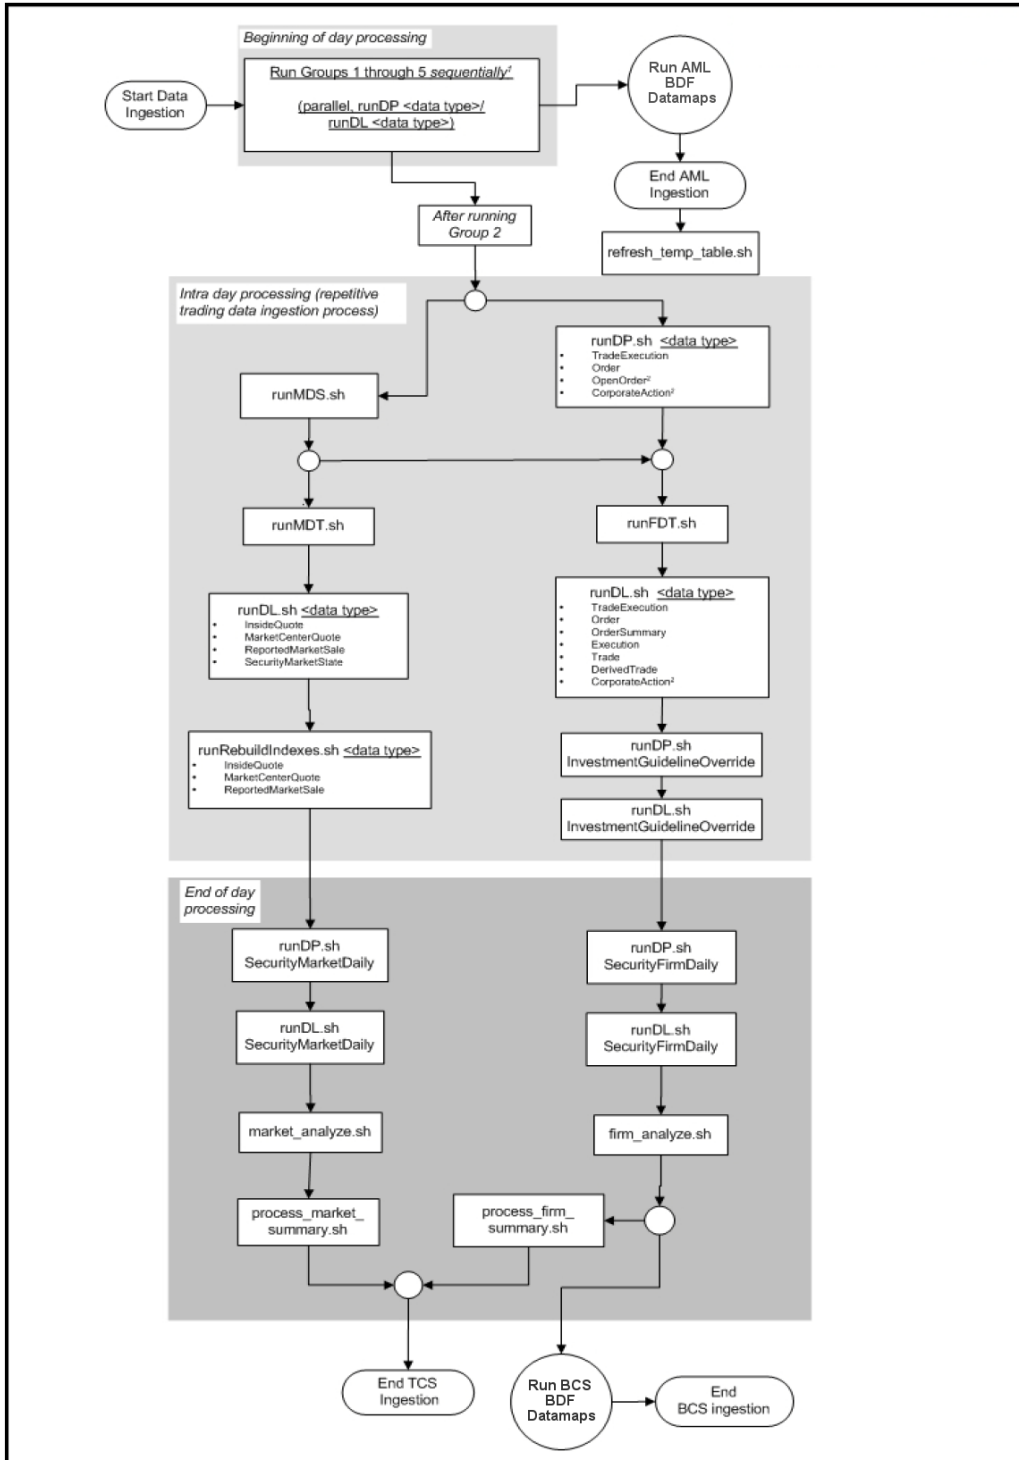 Beginning of day processing
Run Groups 1 through 5 sequentially¹
(parallel, runDP <data type>/
runDL <data type>)
Start Data
Ingestion
Run AML
BDF
Datamaps
End AML
Ingestion
After running
Group 2
refresh_temp_table.sh
Intra day processing (repetitive
trading data ingestion process)
runDP.sh <data type>
• TradeExecution
• Order
• OpenOrder²
• CorporateAction²
runMDS.sh
runMDT.sh
runFDT.sh
runDL.sh <data type>
• InsideQuote
• MarketCenterQuote
• ReportedMarketSale
• SecurityMarketState
runDL.sh <data type>
• TradeExecution
• Order
• OrderSummary
• Execution
• Trade
• DerivedTrade
• CorporateAction²
runRebuildIndexes.sh <data type>
• InsideQuote
• MarketCenterQuote
• ReportedMarketSale
runDP.sh
InvestmentGuidelineOverride
runDL.sh
InvestmentGuidelineOverride
End of day
processing
runDP.sh
SecurityMarketDaily
runDP.sh
SecurityFirmDaily
runDL.sh
SecurityMarketDaily
runDL.sh
SecurityFirmDaily
market_analyze.sh
firm_analyze.sh
process_market_
summary.sh
process_firm_
summary.sh
End TCS
Ingestion
Run BCS
BDF
Datamaps
End
BCS ingestion